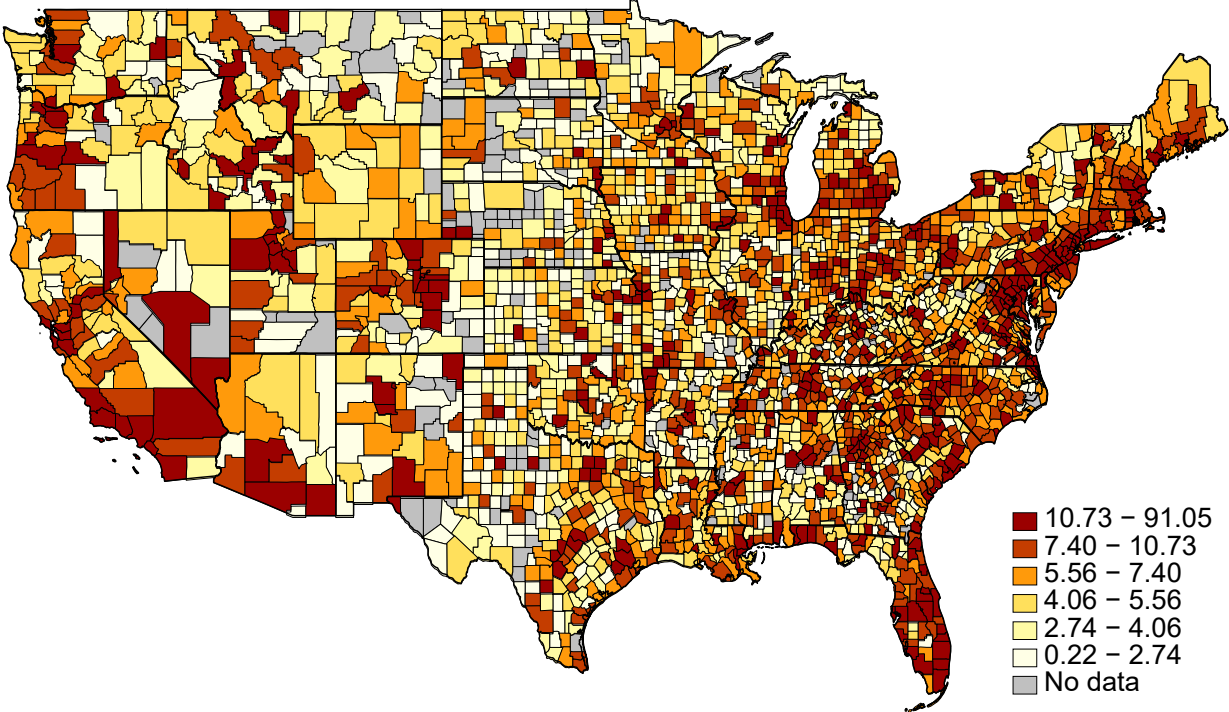 10.73 − 91.05
7.40 − 10.73
5.56 − 7.40
4.06 − 5.56
2.74 − 4.06
0.22 − 2.74
No data